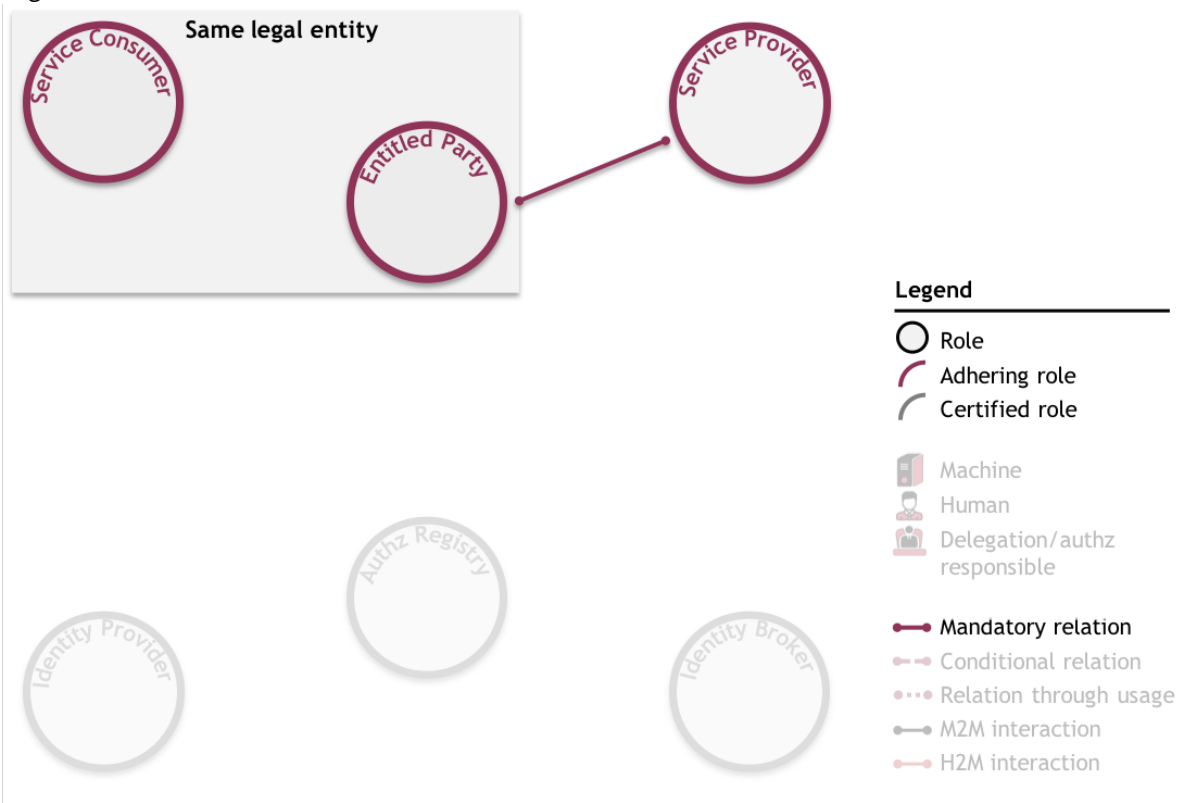 Same legal entity
Service Consumer
Service Provider
Entitled Party
Legend
Role
Adhering role
Certified role
Machine
Human
Delegation/authz
responsible
Authz Registry
Identity Provider
Identity Broker
Mandatory relation
Conditional relation
Relation through usage
M2M interaction
H2M interaction